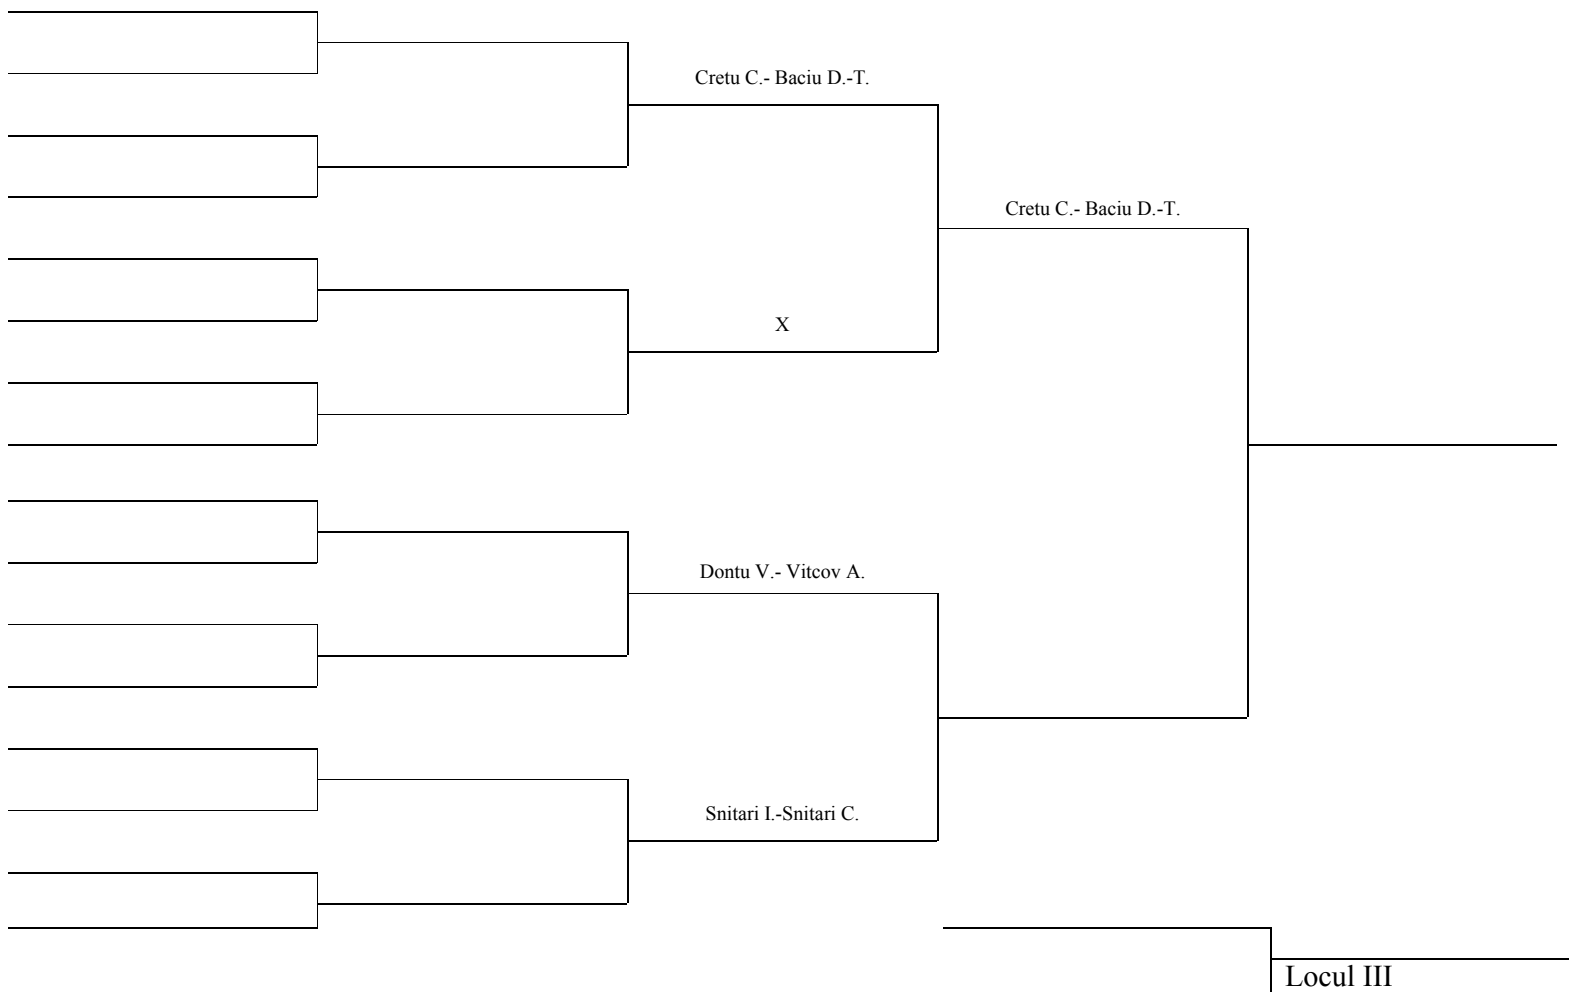 Cretu C.- Baciu D.-T.
Cretu C.- Baciu D.-T.
X
Dontu V.- Vitcov A.
Snitari I.-Snitari C.
Locul III